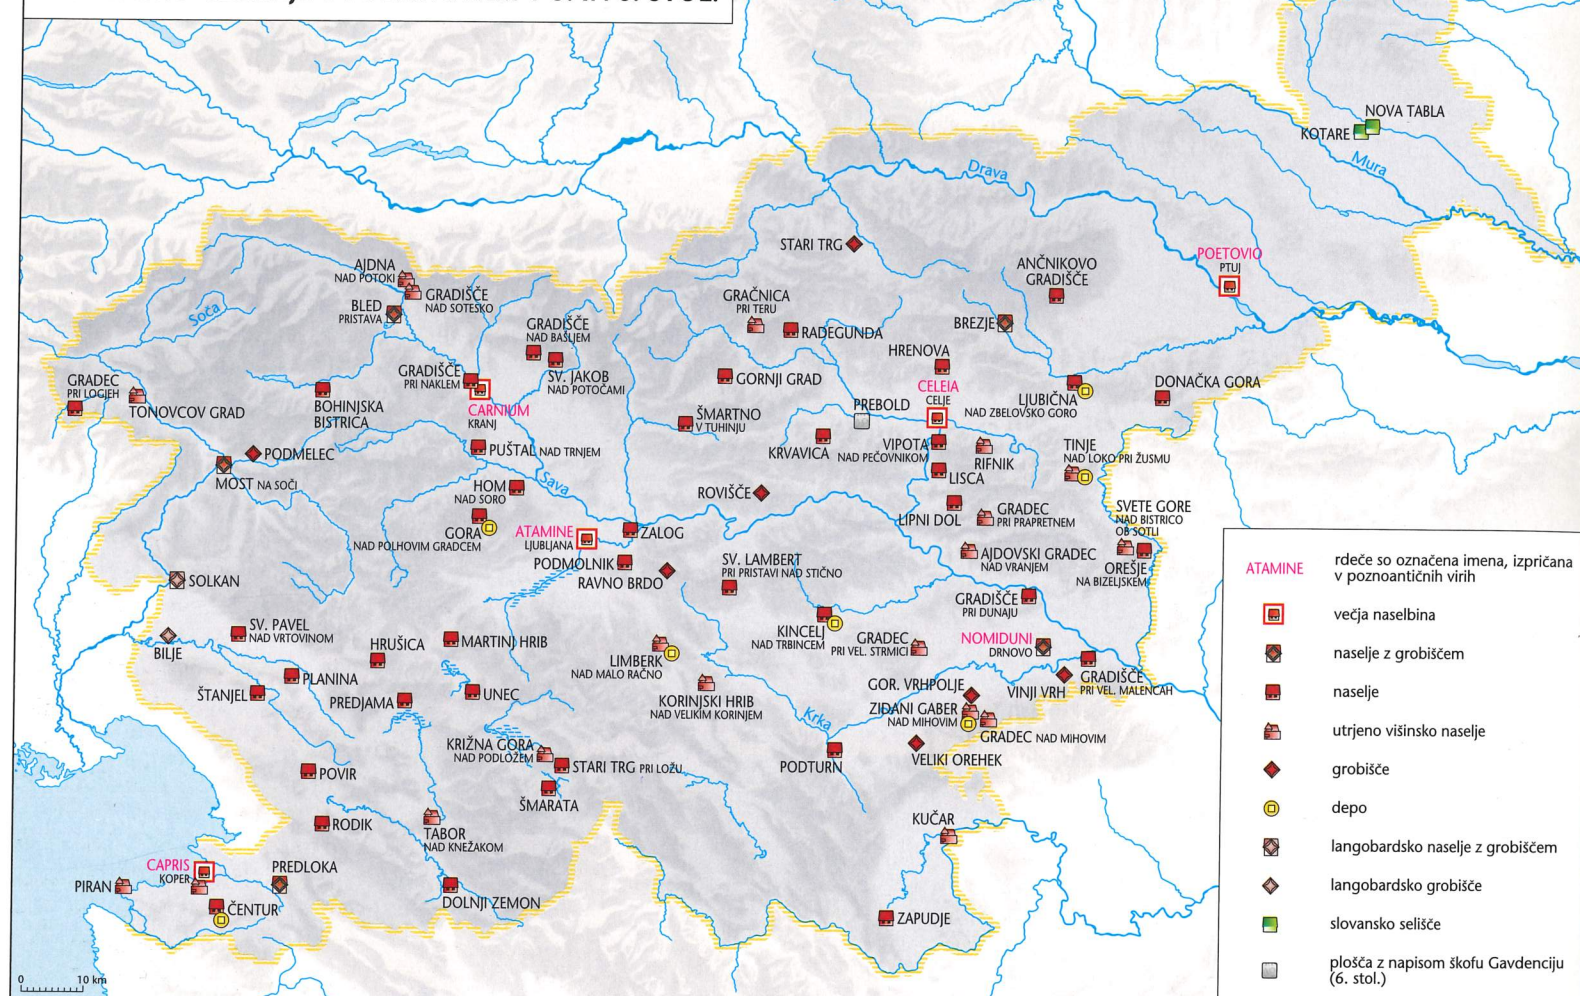 NOVA TABLA
KOTARE
Mura
Drava
STARI TRG
POETOVIO
PTUJ
ANČNIKOVO
GRADIŠČE
AJDNA
NAD POTOKI
GRADIŠČE
NAD SOTESKO
BLED
PRISTAVA
Soča
GRAČNICA
PRI TERU
RADEGUNDA
BREZJE
GRADIŠČE
NAD BAŠLJEM
SV. JAKOB
NAD POTOČAMI
HRENOVA
GRADIŠČE
PRI NAKLEM
GORNJI GRAD
CELEIA
CELJE
LJUBIČNA
NAD ZBELOVSKO GORO
DONAČKA GORA
GRADEC
PRI LOGJEH
TONOVCOV GRAD
BOHINJSKA
BISTRICA
CARNIUM
KRANJ
PREBOLD
ŠMARTNO
V TUHINJU
PUŠTAL NAD TRNJEM
KRVAVICA
VIPOTA
NAD PEČOVNIKOM
RIFNIK
TINJE
NAD LOKO PRI ŽUSMU
PODMELEC
MOST NA SOČI
LISCA
HOM
NAD SORO
Sava
ROVIŠČE
LIPNI DOL
GRADEC
PRI PRAPRETNEM
SVETE GORE
NAD BISTRICO
OB SOTLI
GORA
NAD POLHOVIM GRADCEM
ATAMINE
LJUBLJANA
ZALOG
PODMOLNIK
RAVNO BRDO
SV. LAMBERT
PRI PRISTAVI NAD STIČNO
AJDOVSKI GRADEC
NAD VRANJEM
OREŠJE
NA BIZELJSKEM
SOLKAN
GRADIŠČE
PRI DUNAJU
SV. PAVEL
NAD VRTOVINOM
BILJE
HRUŠICA
MARTINJ HRIB
KINCELJ
NAD TRBINCEM
GRADEC
PRI VEL. STRMICI
NOMIDUNI
DRNOVO
LIMBERK
NAD MALO RAČNO
PLANINA
ŠTANJEL
PREDJAMA
UNEC
KORINJSKI HRIB
NAD VELIKIM KORINJEM
GRADIŠČE
PRI VEL. MALENCAH
VINJI VRH
GOR. VRHPOLJE
ZIDANI GABER
NAD MIHOVIM
GRADEC NAD MIHOVIM
Krka
VELIKI OREHEK
PODTURN
KRIŽNA GORA
NAD PODLOŽEM
STARI TRG PRI LOŽU
ŠMARATA
POVIR
RODIK
TABOR
NAD KNEŽAKOM
KUČAR
CAPRIS
KOPER
PREDLOKA
PIRAN
ČENTUR
DOLNJI ZEMON
ZAPUDJE
0 10 km
ATAMINE
rdeče so označena imena, izpričana
v poznoantičnih virih
večja naselbina
naselje z grobiščem
naselje
utrjeno višinsko naselje
grobišče
depo
langobardsko naselje z grobiščem
langobardsko grobišče
slovansko selišče
plošča z napisom škofu Gavdenciju
(6. stol.)